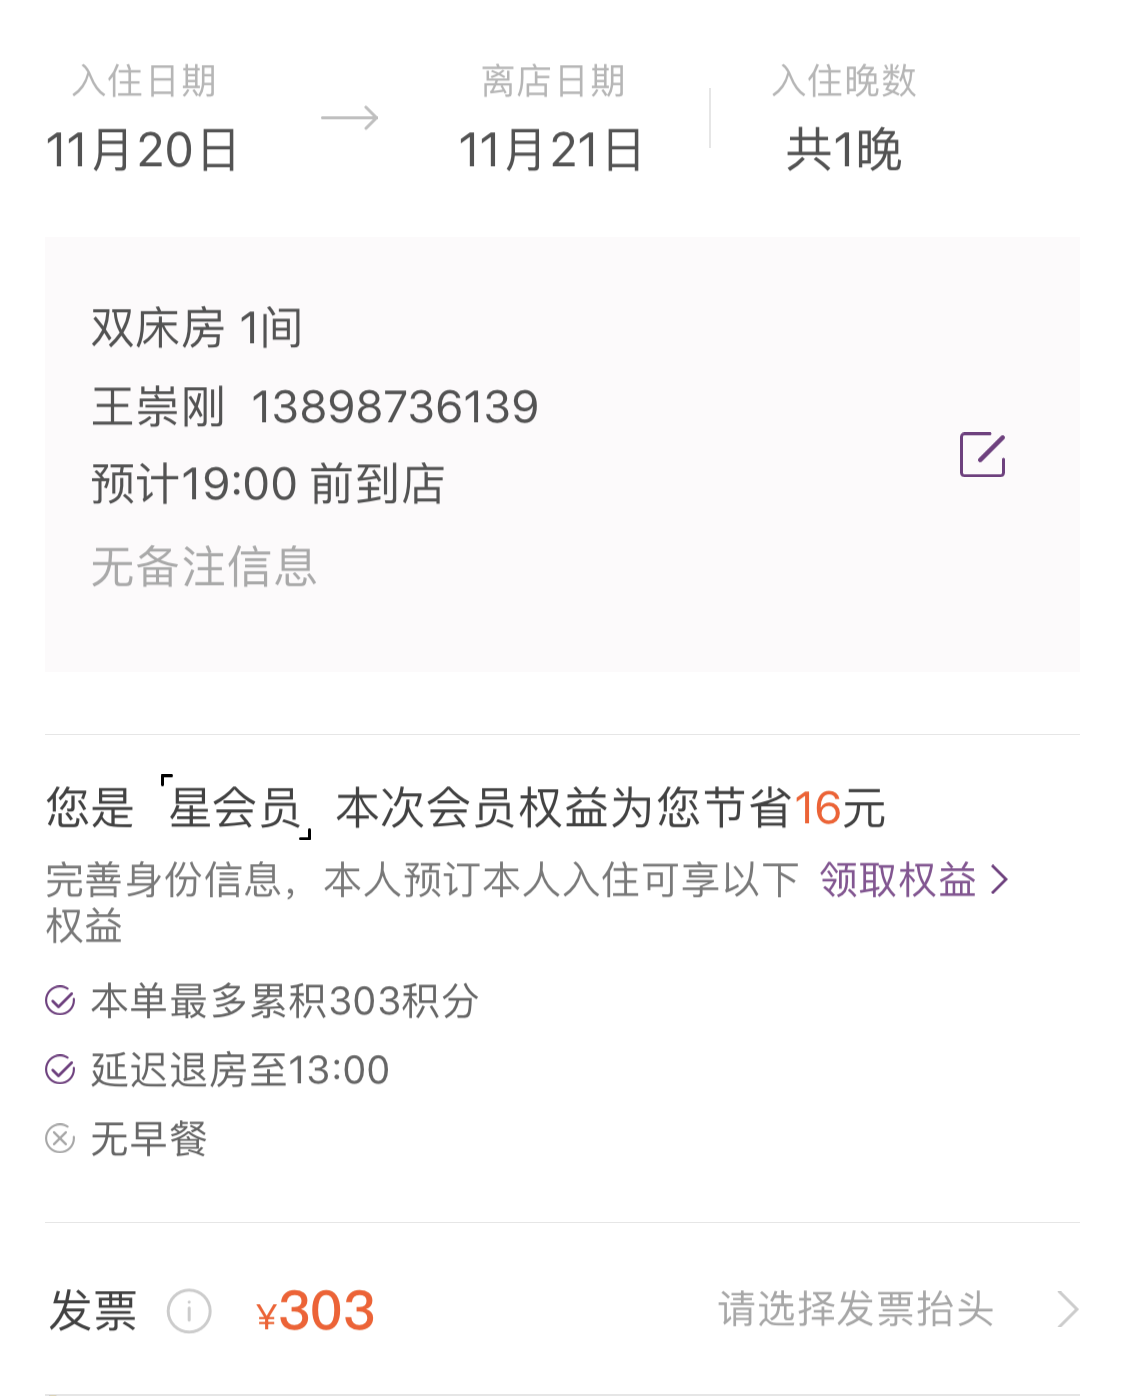 入住日期 离店日期 入住晚数
11月20日 11月21日 共1晚
双床房 1间
王崇刚 13898736139
预计19:00 前到店
无备注信息
您是「星会员」本次会员权益为您节省16元
完善身份信息，本人预订本人入住可享以下 领取权益
权益
本单最多累积303积分
延迟退房至13:00
无早餐
发票 ¥303 请选择发票抬头